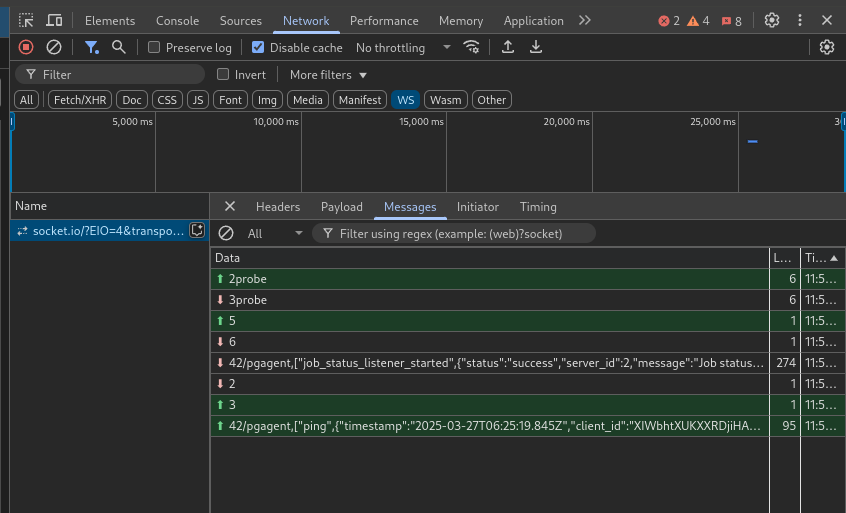 Elements Console Sources Network Performance Memory Application 2 4 8
Preserve log Disable cache No throttling
Filter Invert More filters
All Fetch/XHR Doc CSS JS Font Img Media Manifest WS Wasm Other
5,000 ms 10,000 ms 15,000 ms 20,000 ms 25,000 ms 30
Name Headers Payload Messages Initiator Timing
socket.io/?EIO=4&transpo... All Filter using regex (example: (web)?socket)
Data L... Ti...
2probe 6 11:5...
3probe 6 11:5...
5 1 11:5...
6 1 11:5...
42/pgagent,["job_status_listener_started",{"status":"success","server_id":2,"message":"Job status... 274 11:5...
2 1 11:5...
3 1 11:5...
42/pgagent,["ping",{"timestamp":"2025-03-27T06:25:19.845Z","client_id":"XIWbhtXUKXXRDjiHA... 95 11:5...